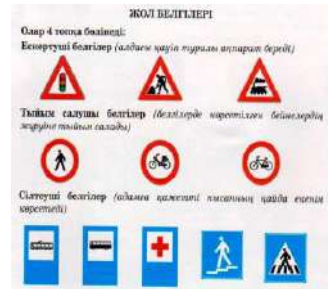 ЖОЛ БЕЛГІЛЕРІ
Олар 4 топқа бөлінеді:
Ескертуші белгілер (алдағы қауіп туралы ақпарат береді)
Тыйым салушы белгілер (белгілерде көрсетілген бейнелердің
жүруіне тыйым салады)
Сілтеуші белгілер (адамға қажетті нысанның қайда екенін
көрсетеді)